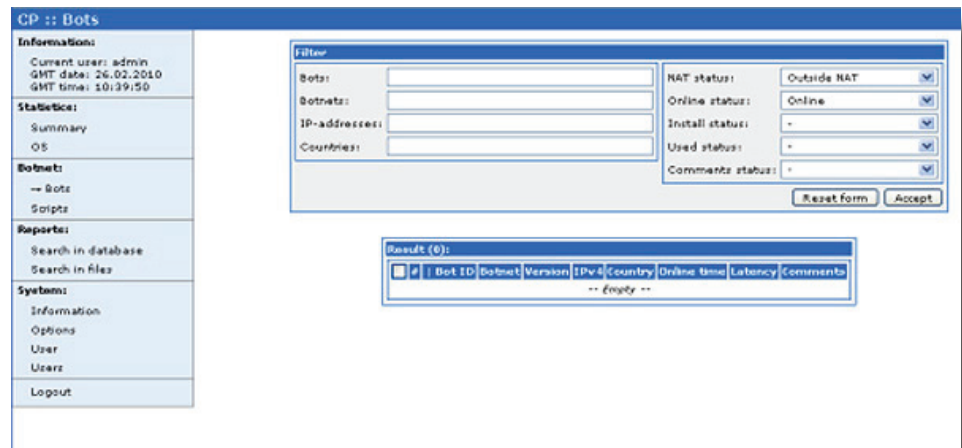 CP :: Bots
Information:
Current user: admin
GMT date: 26.02.2010
GMT time: 10:39:50
Statistics:
Summary
OS
Botnet:
→ Bots
Scripts
Reports:
Search in database
Search in files
System:
Information
Options
User
Users
Logout
Filter
Bots:
Botnets:
IP-addresses:
Countries:
NAT status: Outside NAT
Online status: Online
Install status: -
Used status: -
Comments status: -
Reset form Accept
Result (0):
# | Bot ID Botnet Version IPv4 Country Online time Latency Comments
-- Empty --